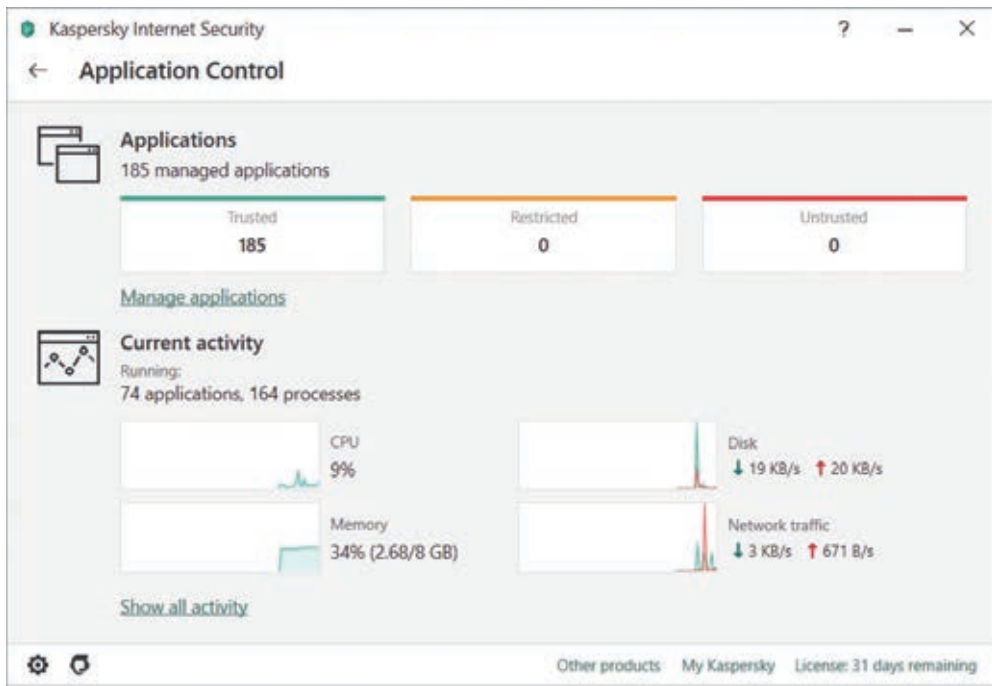 Kaspersky Internet Security
Application Control
Applications
185 managed applications
Trusted
185
Restricted
0
Untrusted
0
Manage applications
Current activity
Running:
74 applications, 164 processes
CPU
9%
Disk
↓ 19 KB/s ↑ 20 KB/s
Memory
34% (2.68/8 GB)
Network traffic
↓ 3 KB/s ↑ 671 B/s
Show all activity
Other products My Kaspersky License: 31 days remaining